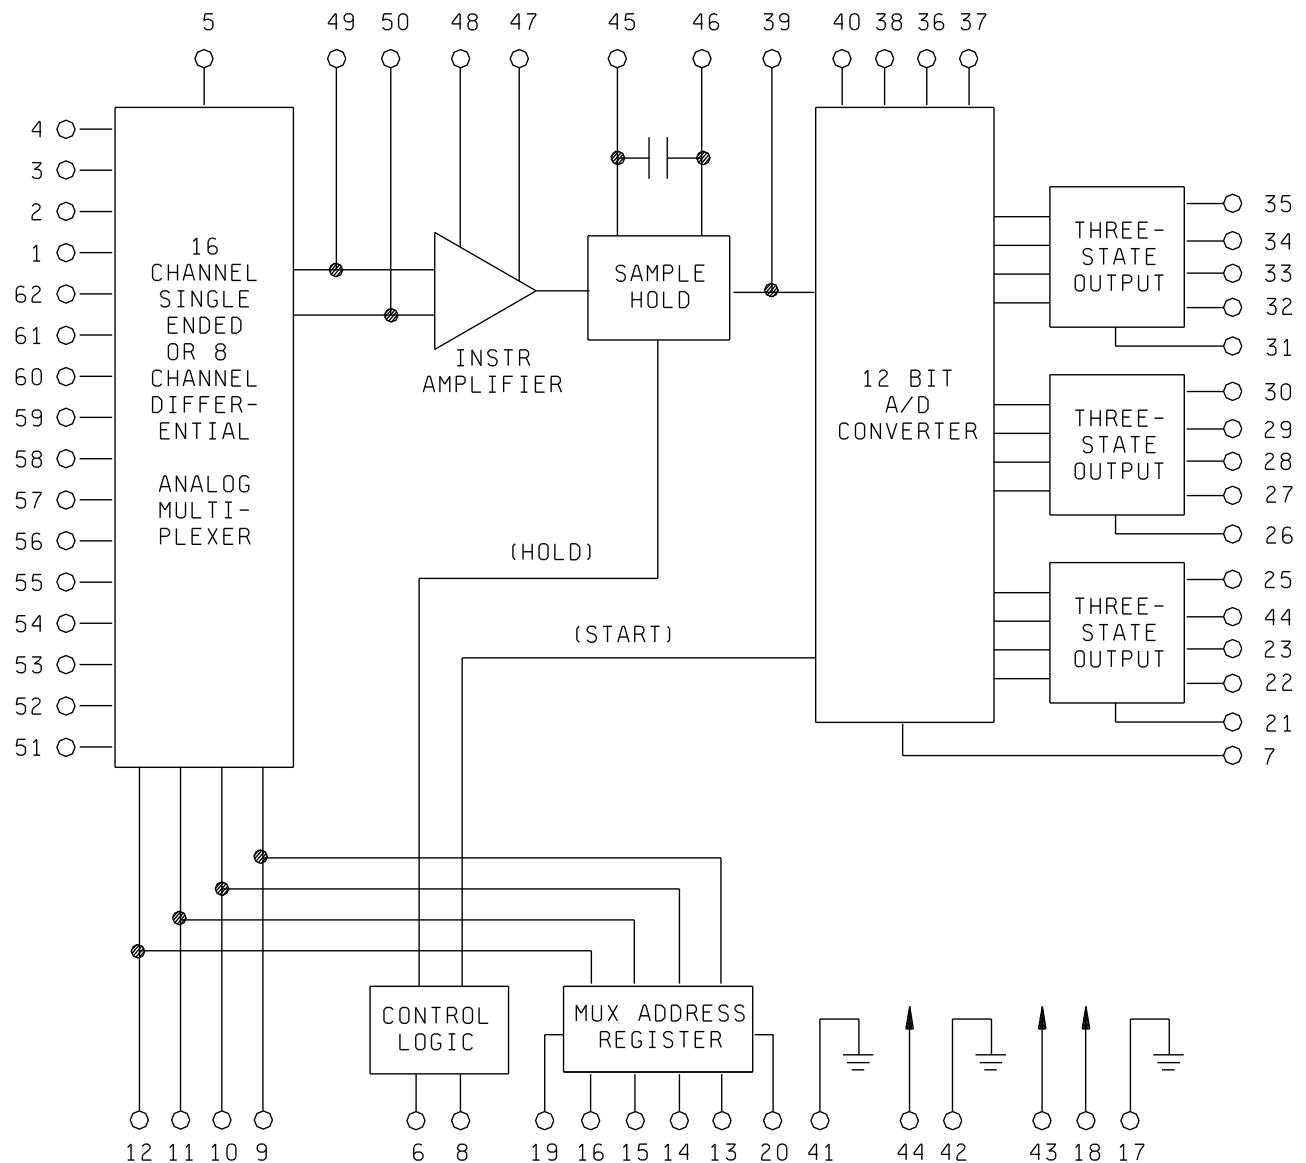 5 49 50 48 47 45 46 39 40 38 36 37
4
3
2
1
62
61
60
59
58
57
56
55
54
53
52
51
16
CHANNEL
SINGLE
ENDED
OR 8
CHANNEL
DIFFER-
ENTIAL
ANALOG
MULTI-
PLEXER
INSTR
AMPLIFIER
SAMPLE
HOLD
(HOLD)
(START)
12 BIT
A/D
CONVERTER
THREE-
STATE
OUTPUT
35
34
33
32
31
THREE-
STATE
OUTPUT
30
29
28
27
26
THREE-
STATE
OUTPUT
25
44
23
22
21
7
CONTROL
LOGIC
MUX ADDRESS
REGISTER
12 11 10 9 6 8 19 16 15 14 13 20 41 44 42 43 18 17